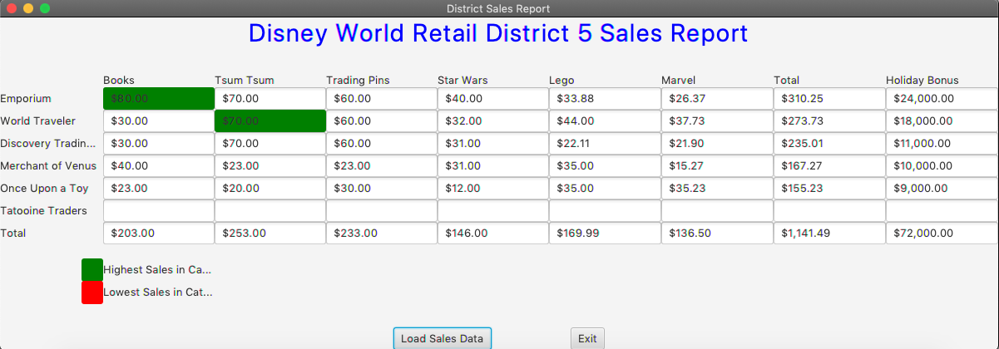 District Sales Report
Disney World Retail District 5 Sales Report
Books Tsum Tsum Trading Pins Star Wars Lego Marvel Total Holiday Bonus
Emporium $80.00 $70.00 $60.00 $40.00 $33.88 $26.37 $310.25 $24,000.00
World Traveler $30.00 $70.00 $60.00 $32.00 $44.00 $37.73 $273.73 $18,000.00
Discovery Tradin... $30.00 $70.00 $60.00 $31.00 $22.11 $21.90 $235.01 $11,000.00
Merchant of Venus $40.00 $23.00 $23.00 $31.00 $35.00 $15.27 $167.27 $10,000.00
Once Upon a Toy $23.00 $20.00 $30.00 $12.00 $35.00 $35.23 $155.23 $9,000.00
Tatooine Traders
Total $203.00 $253.00 $233.00 $146.00 $169.99 $136.50 $1,141.49 $72,000.00
Highest Sales in Ca...
Lowest Sales in Cat...
Load Sales Data Exit